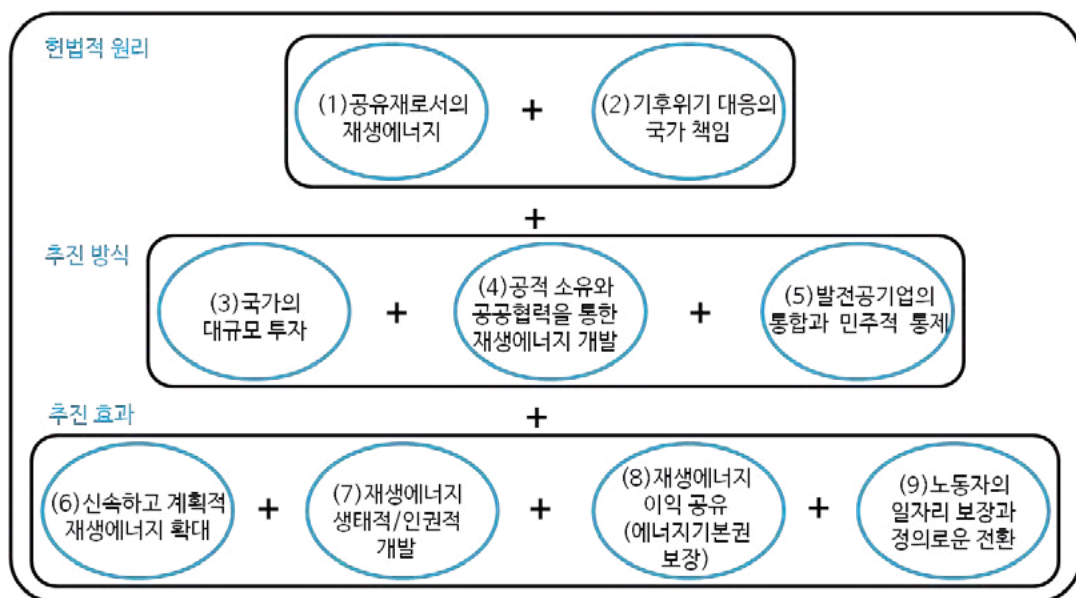 헌법적 원리
(1)공유재로서의
재생에너지
+
(2)기후위기 대응의
국가 책임
+
추진 방식
(3)국가의
대규모 투자
+
(4)공적 소유와
공공협력을 통한
재생에너지 개발
+
(5)발전공기업의
통합과 민주적 통제
+
추진 효과
(6)신속하고 계획적
재생에너지 확대
+
(7)재생에너지
생태적/인권적
개발
+
(8)재생에너지
이익 공유
(에너지기본권
보장)
+
(9)노동자의
일자리 보장과
정의로운 전환